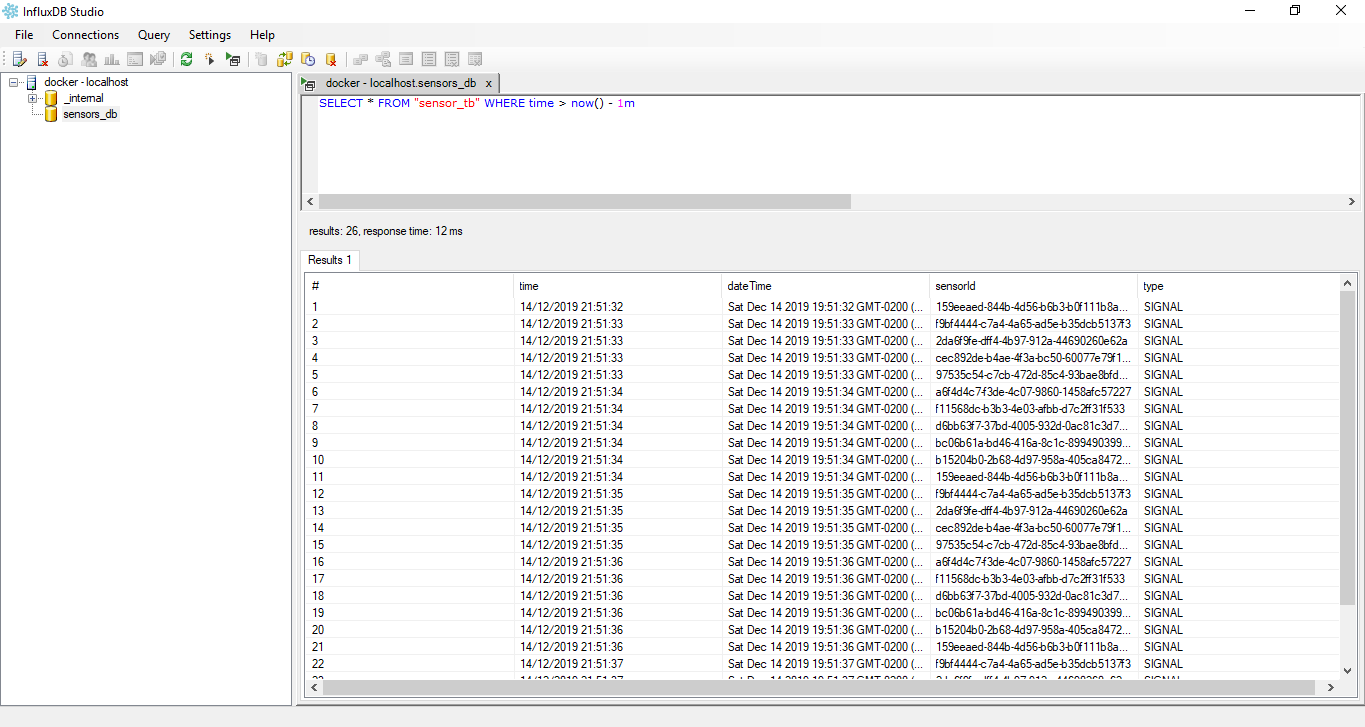 InfluxDB Studio
File Connections Query Settings Help
docker - localhost
_internal
sensors_db
docker - localhost.sensors_db x
SELECT * FROM "sensor_tb" WHERE time > now() - 1m
results: 26, response time: 12 ms
Results 1
# time dateTime sensorId type
1 14/12/2019 21:51:32 Sat Dec 14 2019 19:51:32 GMT-0200 (... 159eeaed-844b-4d56-b6b3-b0f111b8a... SIGNAL
2 14/12/2019 21:51:33 Sat Dec 14 2019 19:51:33 GMT-0200 (... f9bf4444-c7a4-4a65-ad5e-b35dcb5137f3 SIGNAL
3 14/12/2019 21:51:33 Sat Dec 14 2019 19:51:33 GMT-0200 (... 2da6f9fe-dff4-4b97-912a-44690260e62a SIGNAL
4 14/12/2019 21:51:33 Sat Dec 14 2019 19:51:33 GMT-0200 (... cec892de-b4ae-4f3a-bc50-60077e79f1... SIGNAL
5 14/12/2019 21:51:33 Sat Dec 14 2019 19:51:33 GMT-0200 (... 97535c54-c7cb-472d-85c4-93bae8bfd... SIGNAL
6 14/12/2019 21:51:34 Sat Dec 14 2019 19:51:34 GMT-0200 (... a6f4d4c7-f3de-4c07-9860-1458afc57227 SIGNAL
7 14/12/2019 21:51:34 Sat Dec 14 2019 19:51:34 GMT-0200 (... f11568dc-b3b3-4e03-afbb-d7c2ff31f533 SIGNAL
8 14/12/2019 21:51:34 Sat Dec 14 2019 19:51:34 GMT-0200 (... d6bb63f7-37bd-4005-932d-0ac81c3d7... SIGNAL
9 14/12/2019 21:51:34 Sat Dec 14 2019 19:51:34 GMT-0200 (... bc06b61a-bd46-416a-8c1c-899490399... SIGNAL
10 14/12/2019 21:51:34 Sat Dec 14 2019 19:51:34 GMT-0200 (... b15204b0-2b68-4d97-958a-405ca8472... SIGNAL
11 14/12/2019 21:51:34 Sat Dec 14 2019 19:51:34 GMT-0200 (... 159eeaed-844b-4d56-b6b3-b0f111b8a... SIGNAL
12 14/12/2019 21:51:35 Sat Dec 14 2019 19:51:35 GMT-0200 (... f9bf4444-c7a4-4a65-ad5e-b35dcb5137f3 SIGNAL
13 14/12/2019 21:51:35 Sat Dec 14 2019 19:51:35 GMT-0200 (... 2da6f9fe-dff4-4b97-912a-44690260e62a SIGNAL
14 14/12/2019 21:51:35 Sat Dec 14 2019 19:51:35 GMT-0200 (... cec892de-b4ae-4f3a-bc50-60077e79f1... SIGNAL
15 14/12/2019 21:51:35 Sat Dec 14 2019 19:51:35 GMT-0200 (... 97535c54-c7cb-472d-85c4-93bae8bfd... SIGNAL
16 14/12/2019 21:51:36 Sat Dec 14 2019 19:51:36 GMT-0200 (... a6f4d4c7-f3de-4c07-9860-1458afc57227 SIGNAL
17 14/12/2019 21:51:36 Sat Dec 14 2019 19:51:36 GMT-0200 (... f11568dc-b3b3-4e03-afbb-d7c2ff31f533 SIGNAL
18 14/12/2019 21:51:36 Sat Dec 14 2019 19:51:36 GMT-0200 (... d6bb63f7-37bd-4005-932d-0ac81c3d7... SIGNAL
19 14/12/2019 21:51:36 Sat Dec 14 2019 19:51:36 GMT-0200 (... bc06b61a-bd46-416a-8c1c-899490399... SIGNAL
20 14/12/2019 21:51:36 Sat Dec 14 2019 19:51:36 GMT-0200 (... b15204b0-2b68-4d97-958a-405ca8472... SIGNAL
21 14/12/2019 21:51:36 Sat Dec 14 2019 19:51:36 GMT-0200 (... 159eeaed-844b-4d56-b6b3-b0f111b8a... SIGNAL
22 14/12/2019 21:51:37 Sat Dec 14 2019 19:51:37 GMT-0200 (... f9bf4444-c7a4-4a65-ad5e-b35dcb5137f3 SIGNAL